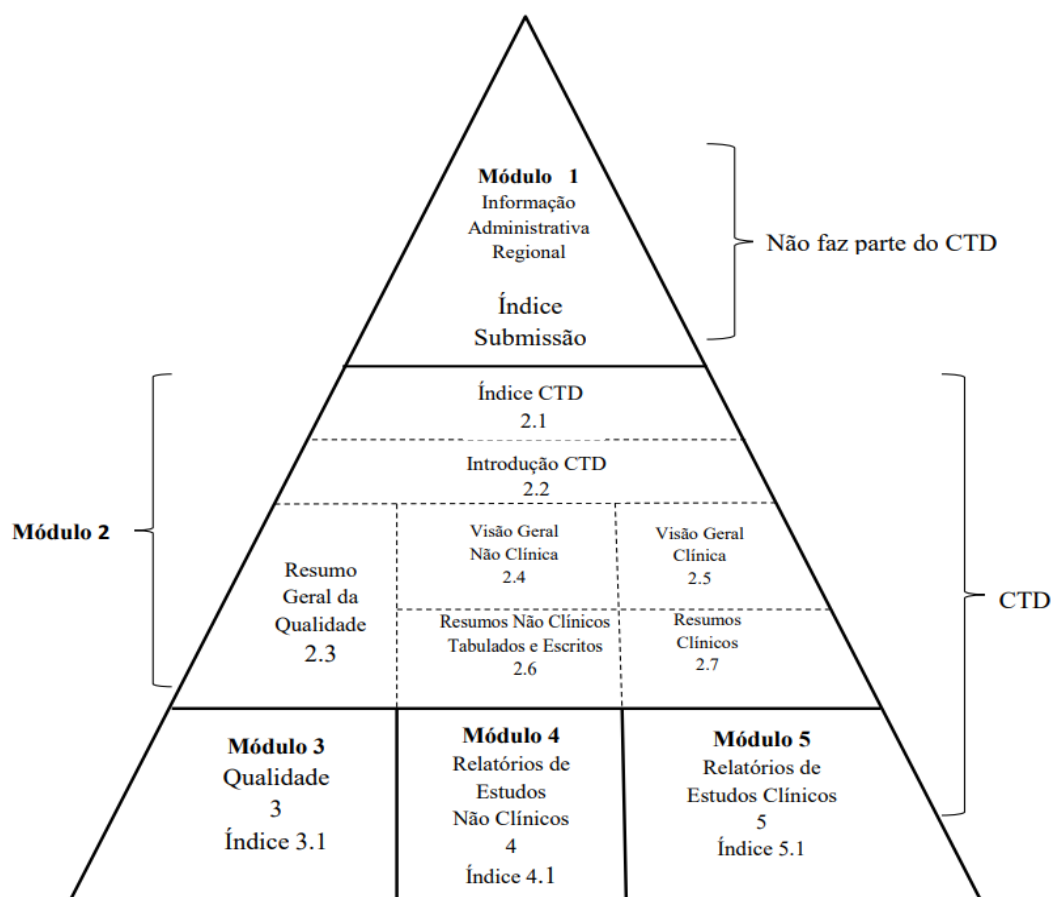 Módulo 1
Informação
Administrativa
Regional
Índice
Submissão
Não faz parte do CTD
Índice CTD
2.1
Introdução CTD
2.2
Módulo 2
Resumo
Geral da
Qualidade
2.3
Visão Geral
Não Clínica
2.4
Visão Geral
Clínica
2.5
Resumos Não Clínicos
Tabulados e Escritos
2.6
Resumos
Clínicos
2.7
CTD
Módulo 3
Qualidade
3
Índice 3.1
Módulo 4
Relatórios de
Estudos
Não Clínicos
4
Índice 4.1
Módulo 5
Relatórios de
Estudos Clínicos
5
Índice 5.1